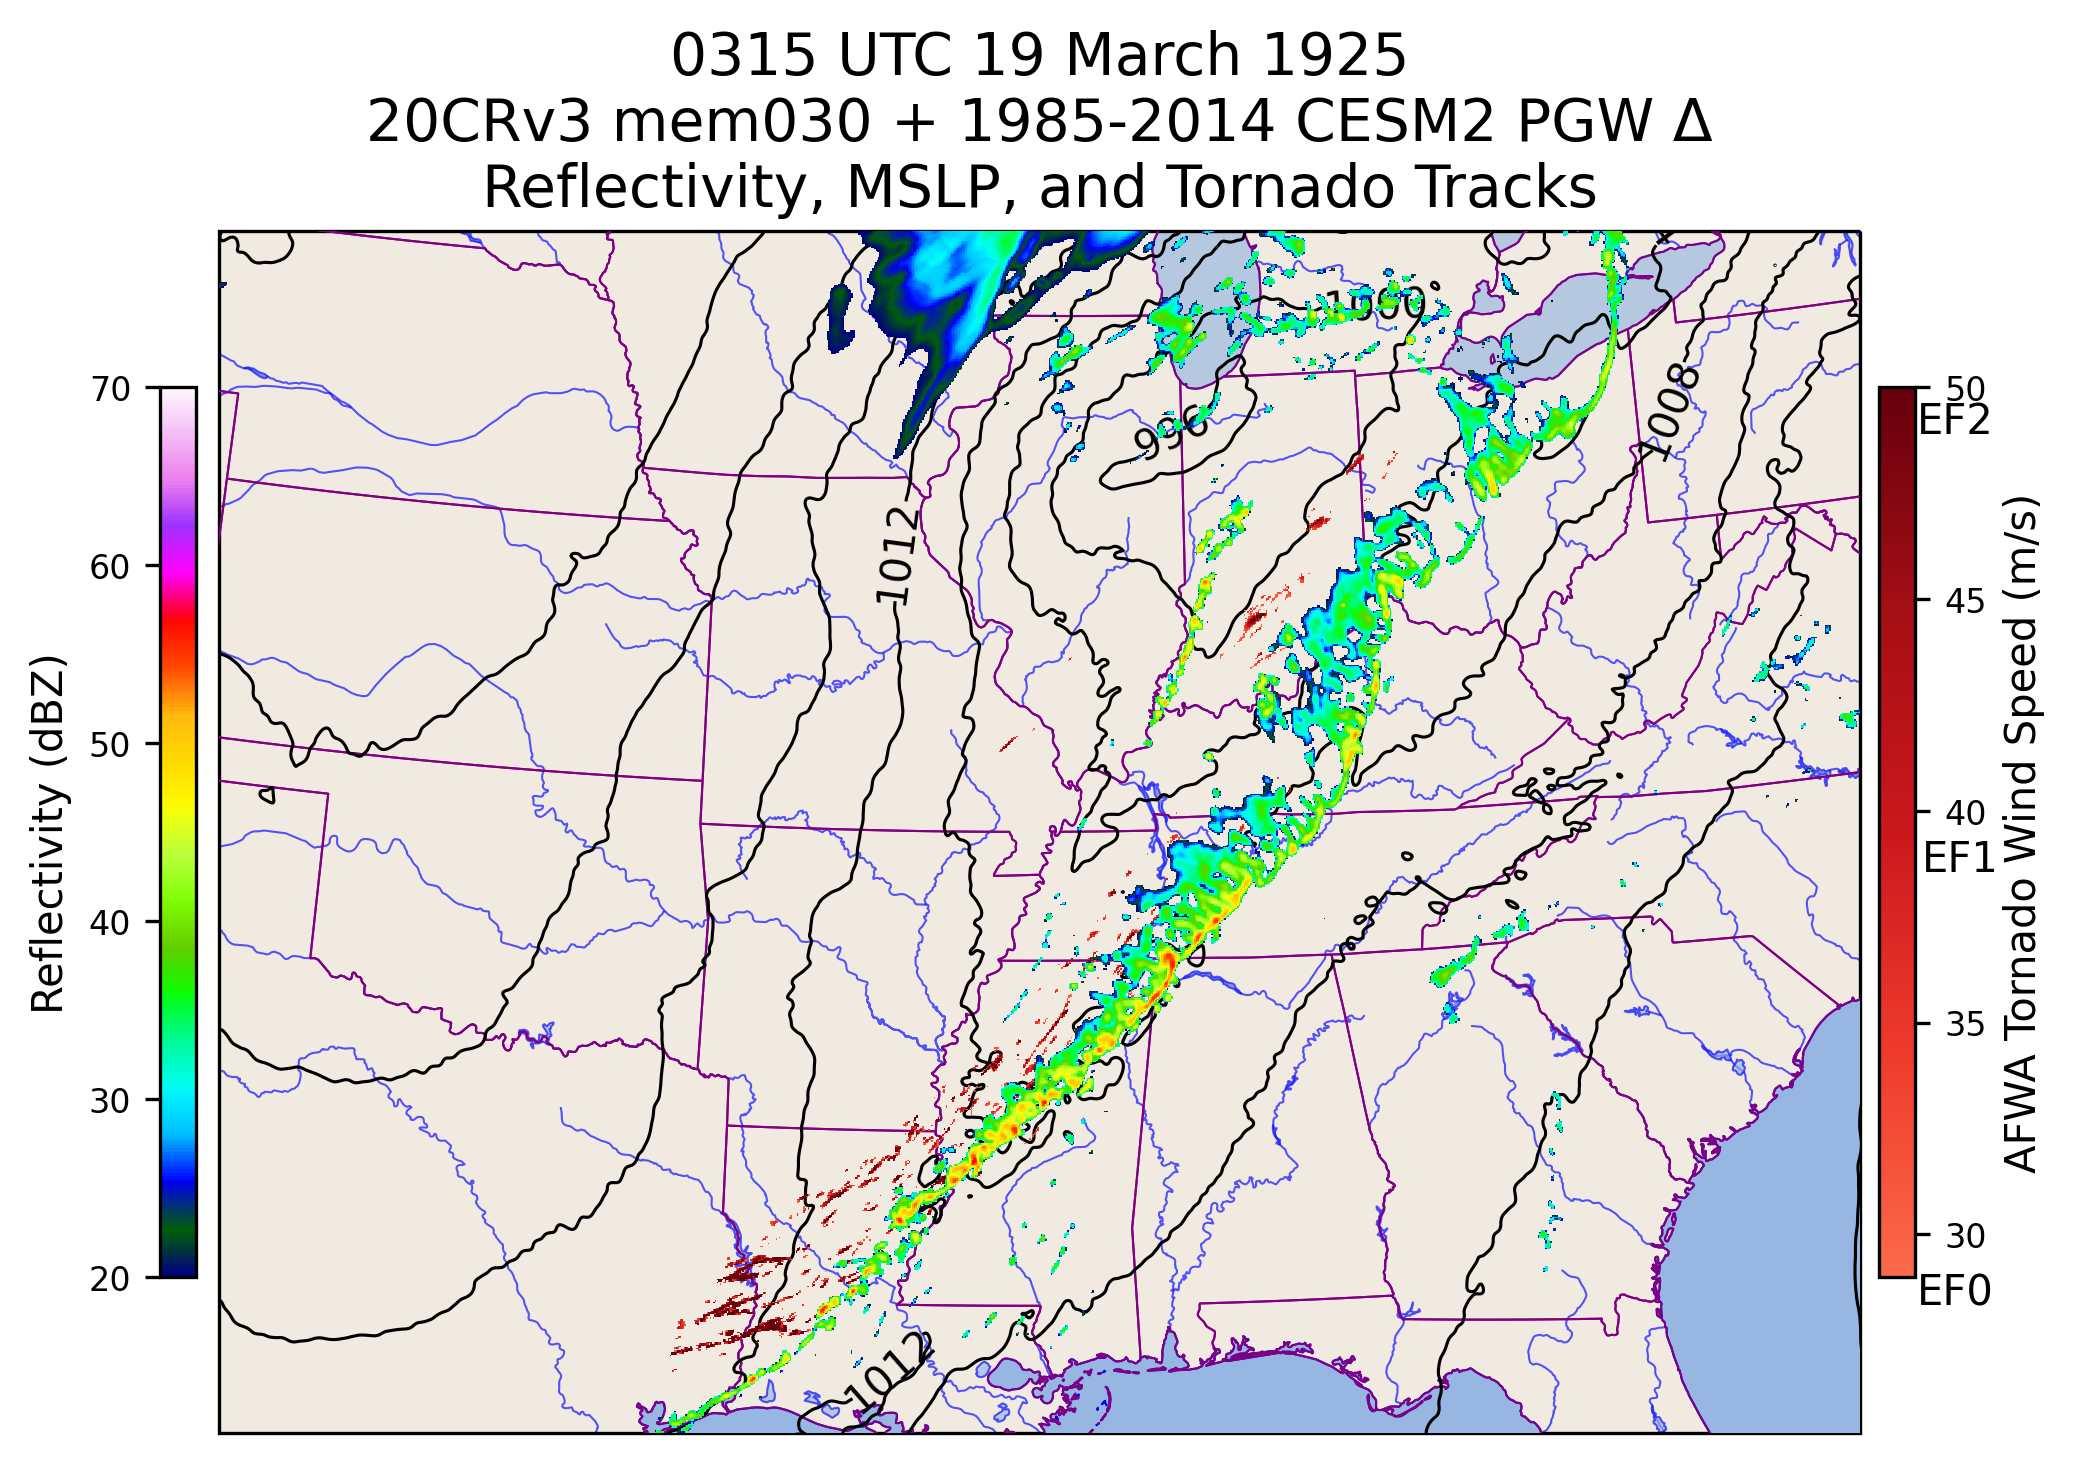 0315 UTC 19 March 1925
20CRv3 mem030 + 1985-2014 CESM2 PGW Δ
Reflectivity, MSLP, and Tornado Tracks
1000
996
1008
1012
1012
70
60
50
40
30
20
Reflectivity (dBZ)
50
EF2
45
40
EF1
35
30
EF0
AFWA Tornado Wind Speed (m/s)